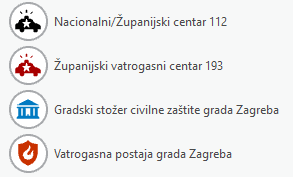 Nacionalni/Županijski centar 112
Županijski vatrogasni centar 193
Gradski stožer civilne zaštite grada Zagreba
Vatrogasna postaja grada Zagreba